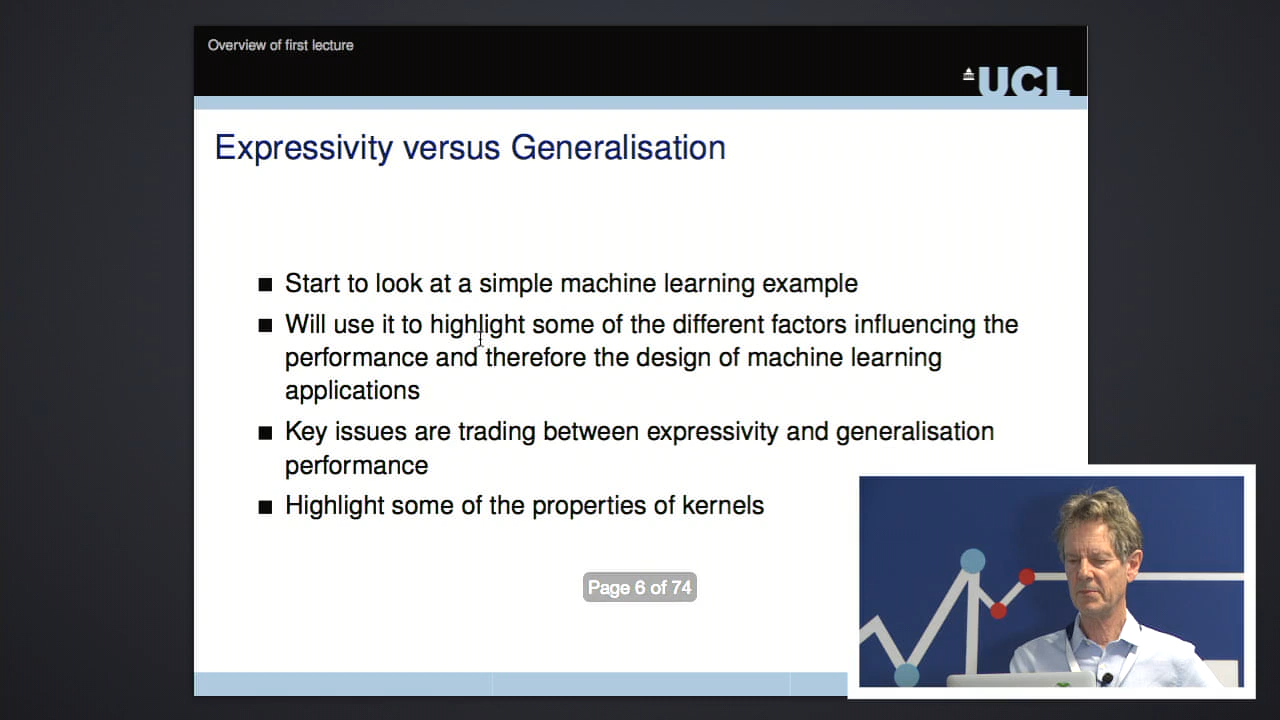 Overview of first lecture
UCL
Expressivity versus Generalisation
Start to look at a simple machine learning example
Will use it to highlight some of the different factors influencing the
performance and therefore the design of machine learning
applications
Key issues are trading between expressivity and generalisation
performance
Highlight some of the properties of kernels
Page 6 of 74